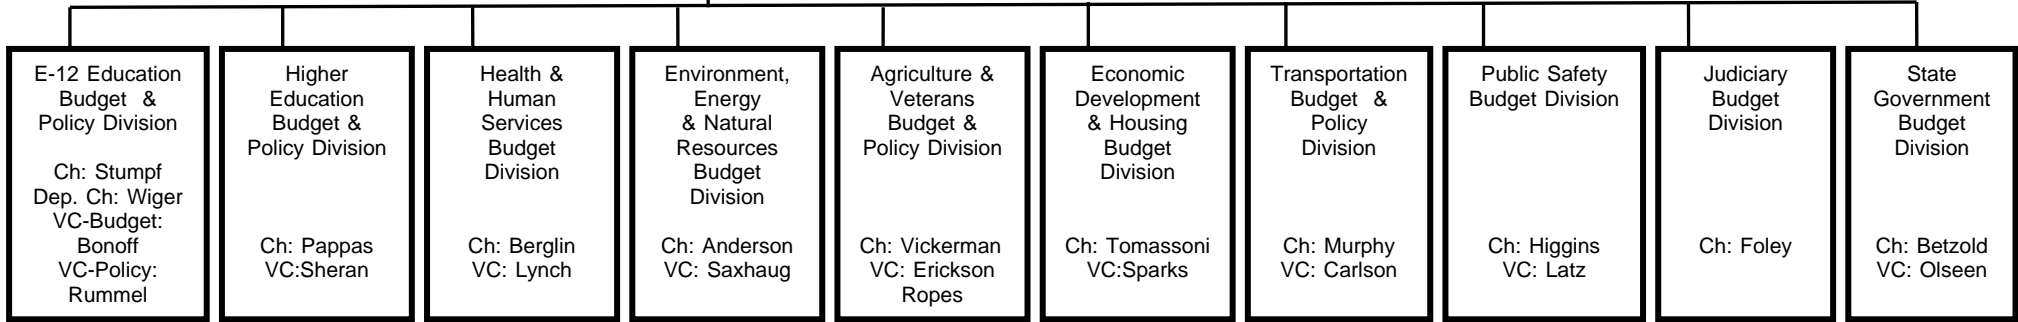 E-12 Education
Budget &
Policy Division
Ch: Stumpf
Dep. Ch: Wiger
VC-Budget:
Bonoff
VC-Policy:
Rummel
Higher
Education
Budget &
Policy Division
Ch: Pappas
VC:Sheran
Health &
Human
Services
Budget
Division
Ch: Berglin
VC: Lynch
Environment,
Energy
& Natural
Resources
Budget
Division
Ch: Anderson
VC: Saxhaug
Agriculture &
Veterans
Budget &
Policy Division
Ch: Vickerman
VC: Erickson
Ropes
Economic
Development
& Housing
Budget
Division
Ch: Tomassoni
VC:Sparks
Transportation
Budget &
Policy
Division
Ch: Murphy
VC: Carlson
Public Safety
Budget Division
Ch: Higgins
VC: Latz
Judiciary
Budget
Division
Ch: Foley
State
Government
Budget
Division
Ch: Betzold
VC: Olseen